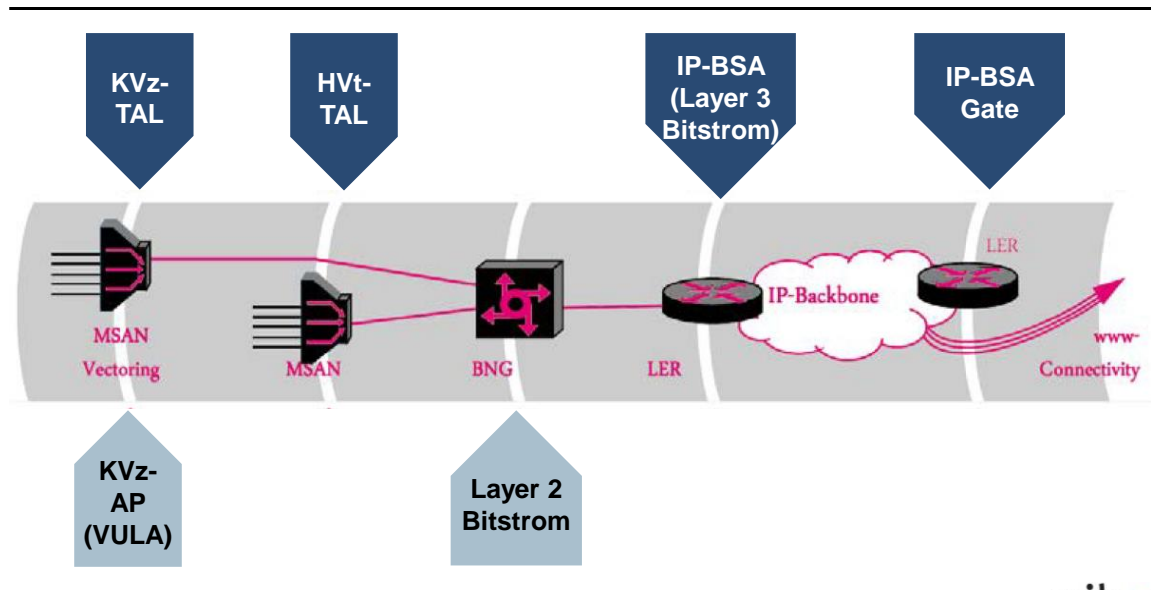 KVz-
TAL
HVt-
TAL
IP-BSA
(Layer 3
Bitstrom)
IP-BSA
Gate
LER
IP-Backbone
MSAN
Vectoring
MSAN
BNG
LER
www-
Connectivity
KVz-
AP
(VULA)
Layer 2
Bitstrom